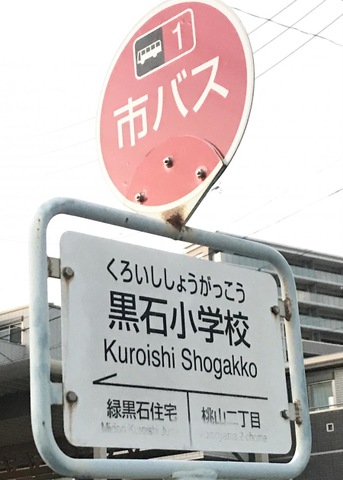 1
市バス
くろいししょうがっこう
黒石小学校
Kuroishi Shogakko
緑黒石住宅
桃山二丁目